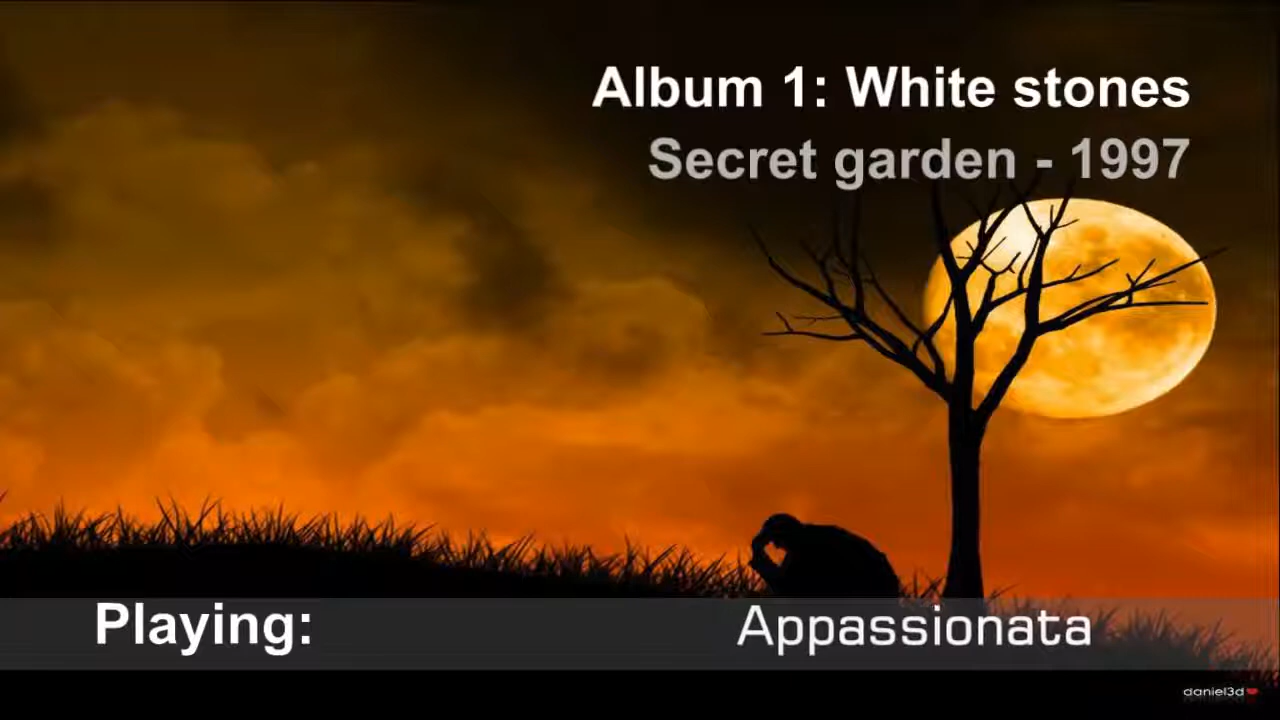 Album 1: White stones
Secret garden - 1997
Playing:
Appassionata
daniel3d